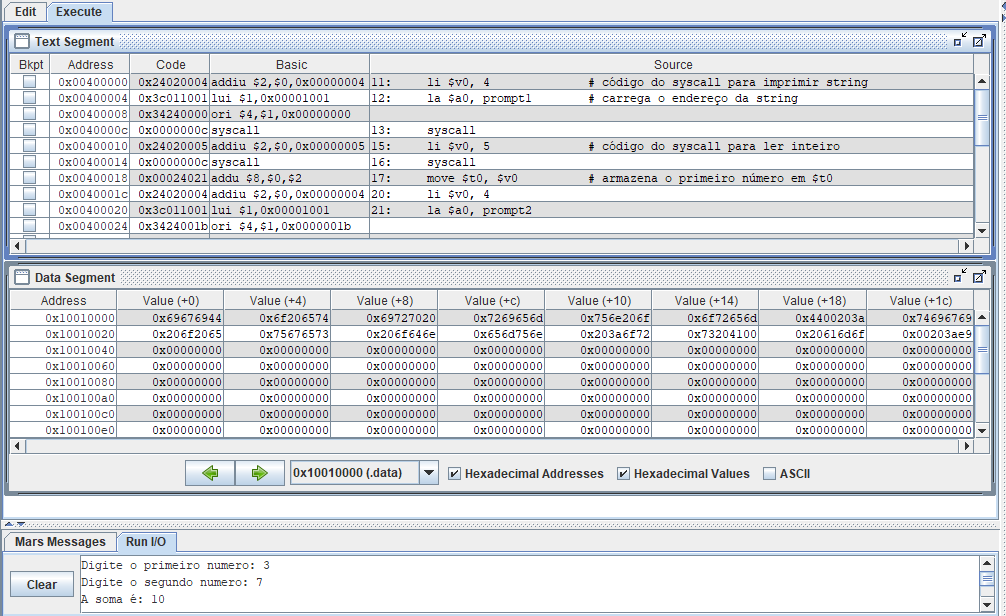 Edit Execute
Text Segment
Bkpt Address Code Basic Source
0x00400000 0x24020004 addiu $2,$0,0x00000004 11: li $v0, 4 # código do syscall para imprimir string
0x00400004 0x3c011001 lui $1,0x00001001 12: la $a0, prompt1 # carrega o endereço da string
0x00400008 0x34240000 ori $4,$1,0x00000000
0x0040000c 0x0000000c syscall 13: syscall
0x00400010 0x24020005 addiu $2,$0,0x00000005 15: li $v0, 5 # código do syscall para ler inteiro
0x00400014 0x0000000c syscall 16: syscall
0x00400018 0x00024021 addu $8,$0,$2 17: move $t0, $v0 # armazena o primeiro número em $t0
0x0040001c 0x24020004 addiu $2,$0,0x00000004 20: li $v0, 4
0x00400020 0x3c011001 lui $1,0x00001001 21: la $a0, prompt2
0x00400024 0x3424001b ori $4,$1,0x0000001b
Data Segment
Address Value (+0) Value (+4) Value (+8) Value (+c) Value (+10) Value (+14) Value (+18) Value (+1c)
0x10010000 0x69676944 0x6f206574 0x69727020 0x7269656d 0x756e206f 0x6f72656d 0x4400203a 0x74696769
0x10010020 0x206f2065 0x75676573 0x206f646e 0x656d756e 0x203a6f72 0x73204100 0x20616d6f 0x00203ae9
0x10010040 0x00000000 0x00000000 0x00000000 0x00000000 0x00000000 0x00000000 0x00000000 0x00000000
0x10010060 0x00000000 0x00000000 0x00000000 0x00000000 0x00000000 0x00000000 0x00000000 0x00000000
0x10010080 0x00000000 0x00000000 0x00000000 0x00000000 0x00000000 0x00000000 0x00000000 0x00000000
0x100100a0 0x00000000 0x00000000 0x00000000 0x00000000 0x00000000 0x00000000 0x00000000 0x00000000
0x100100c0 0x00000000 0x00000000 0x00000000 0x00000000 0x00000000 0x00000000 0x00000000 0x00000000
0x100100e0 0x00000000 0x00000000 0x00000000 0x00000000 0x00000000 0x00000000 0x00000000 0x00000000
0x10010000 (.data) Hexadecimal Addresses Hexadecimal Values ASCII
Mars Messages Run I/O
Clear
Digite o primeiro numero: 3
Digite o segundo numero: 7
A soma é: 10